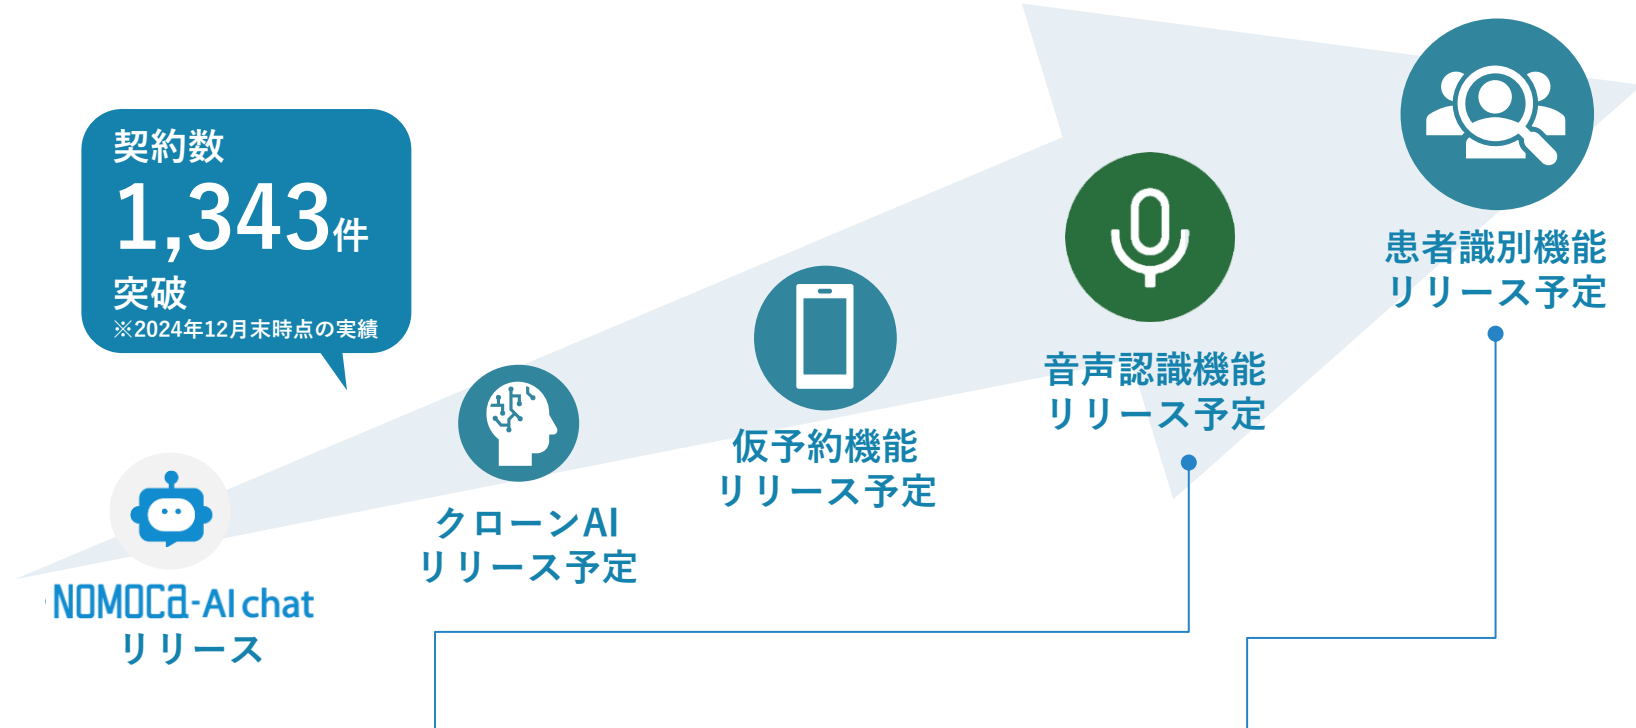 契約数
1,343件
突破
※2024年12月末時点の実績
NOMOCa-AI chat
リリース
クローンAI
リリース予定
仮予約機能
リリース予定
音声認識機能
リリース予定
患者識別機能
リリース予定